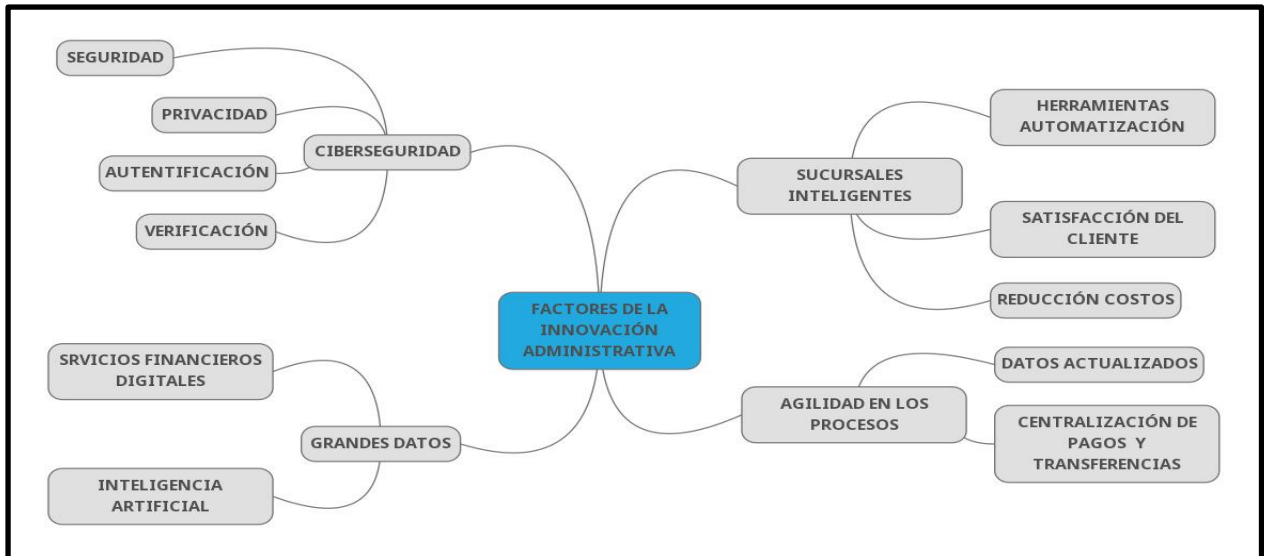 SEGURIDAD
PRIVACIDAD
AUTENTIFICACIÓN
VERIFICACIÓN
CIBERSEGURIDAD
SRVICIOS FINANCIEROS
DIGITALES
INTELIGENCIA
ARTIFICIAL
GRANDES DATOS
FACTORES DE LA
INNOVACIÓN
ADMINISTRATIVA
SUCURSALES
INTELIGENTES
HERRAMIENTAS
AUTOMATIZACIÓN
SATISFACCIÓN DEL
CLIENTE
REDUCCIÓN COSTOS
AGILIDAD EN LOS
PROCESOS
DATOS ACTUALIZADOS
CENTRALIZACIÓN DE
PAGOS Y
TRANSFERENCIAS